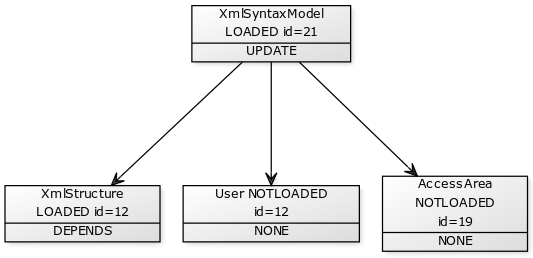 XmlSyntaxModel
LOADED id=21
UPDATE
XmlStructure
LOADED id=12
DEPENDS
User NOTLOADED
id=12
NONE
AccessArea
NOTLOADED
id=19
NONE